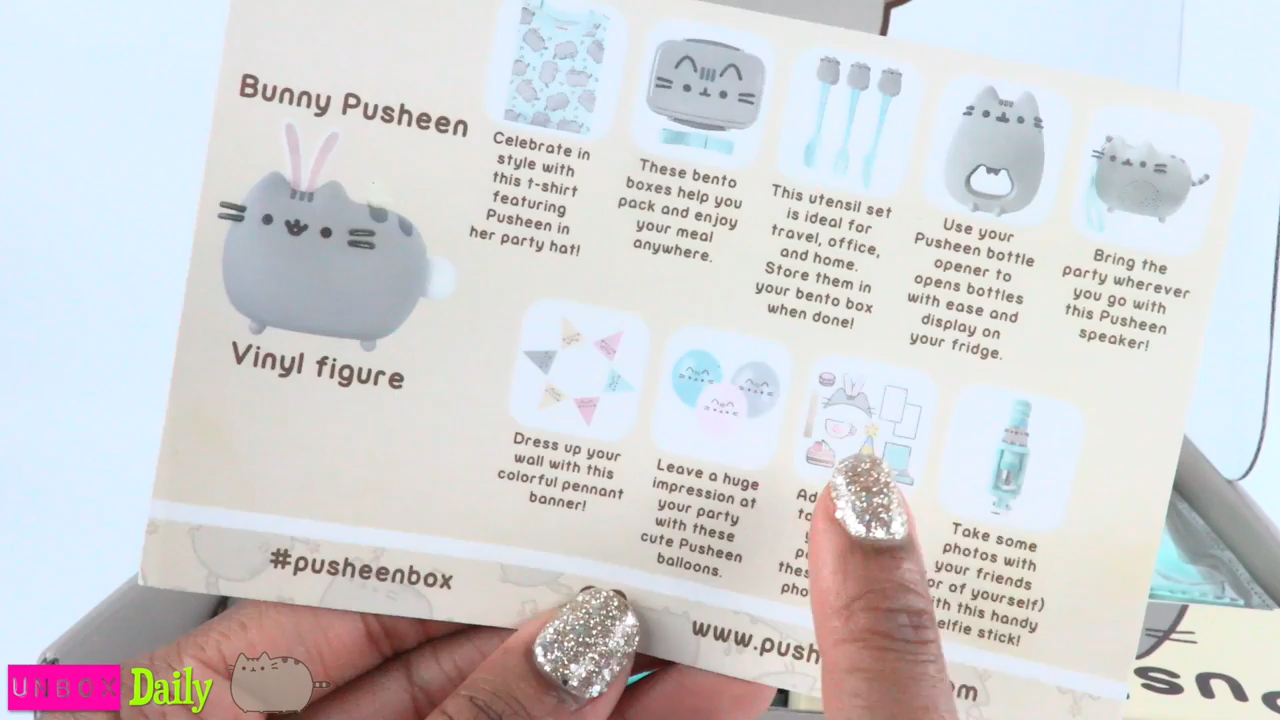 Bunny Pusheen
Vinyl figure
Celebrate in
style with
this t-shirt
featuring
Pusheen in
her party hat!
These bento
boxes help you
pack and enjoy
your meal
anywhere.
This utensil set
is ideal for
travel, office,
and home.
Store them in
your bento box
when done!
Use your
Pusheen bottle
opener to
opens bottles
with ease and
display on
your fridge.
Bring the
party wherever
you go with
this Pusheen
speaker!
Dress up your
wall with this
colorful pennant
banner!
Leave a huge
impression at
your party
with these
cute Pusheen
balloons.
Take some
photos with
your friends
(or of yourself)
with this handy
selfie stick!
#pusheenbox
www.push
UNBOX Daily